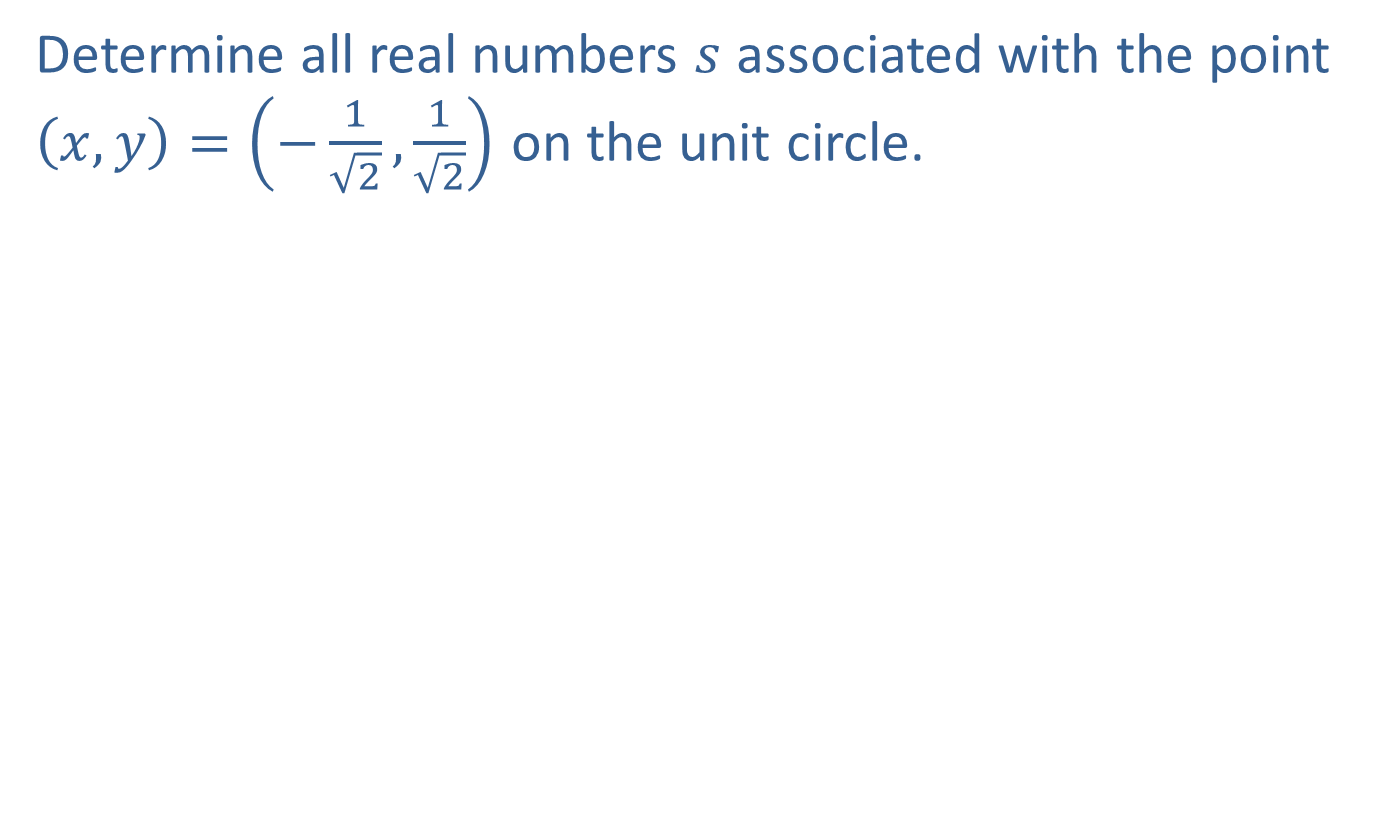 Determine all real numbers s associated with the point
(x, y) = (−1/√2, 1/√2) on the unit circle.